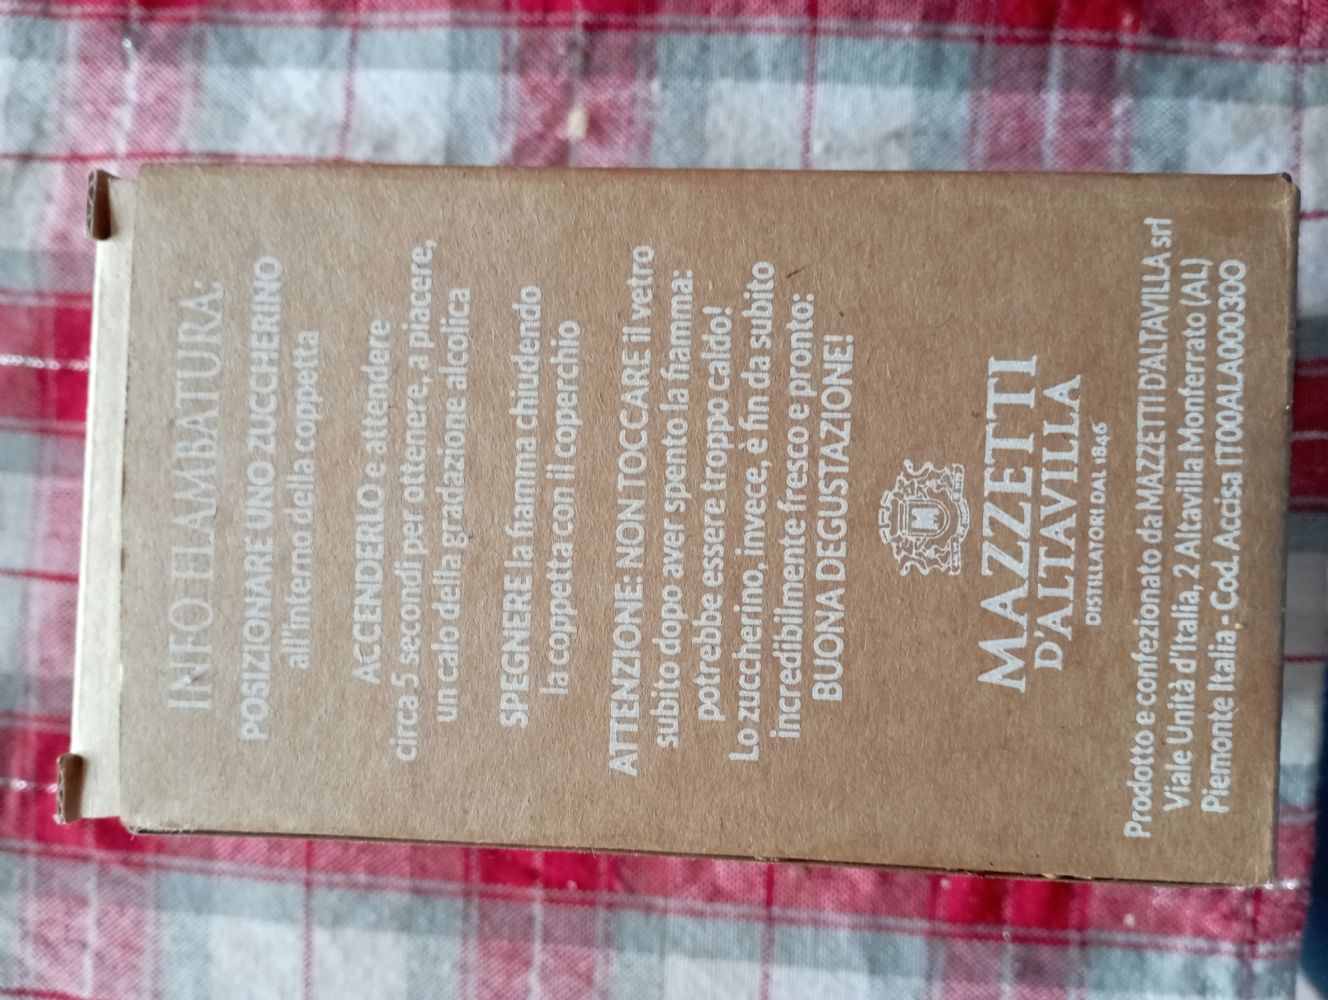 INFO FLAMBATURA:
POSIZIONARE UNO ZUCCHERINO
all'interno della coppetta
ACCENDERLO e attendere
circa 5 secondi per ottenere, a piacere,
un calo della gradazione alcolica
SPEGNERE la fiamma chiudendo
la coppetta con il coperchio
ATTENZIONE: NON TOCCARE il vetro
subito dopo aver spento la fiamma:
potrebbe essere troppo caldo!
Lo zuccherino, invece, è fin da subito
incredibilmente fresco e pronto:
BUONA DEGUSTAZIONE!
M
MAZZETTI
D'ALTAVILLA
DISTILLATORI DAL 1846
Prodotto e confezionato da MAZZETTI D'ALTAVILLA srl
Viale Unità d'Italia, 2 Altavilla Monferrato (AL)
Piemonte Italia - Cod. Accisa IT00ALA00030O